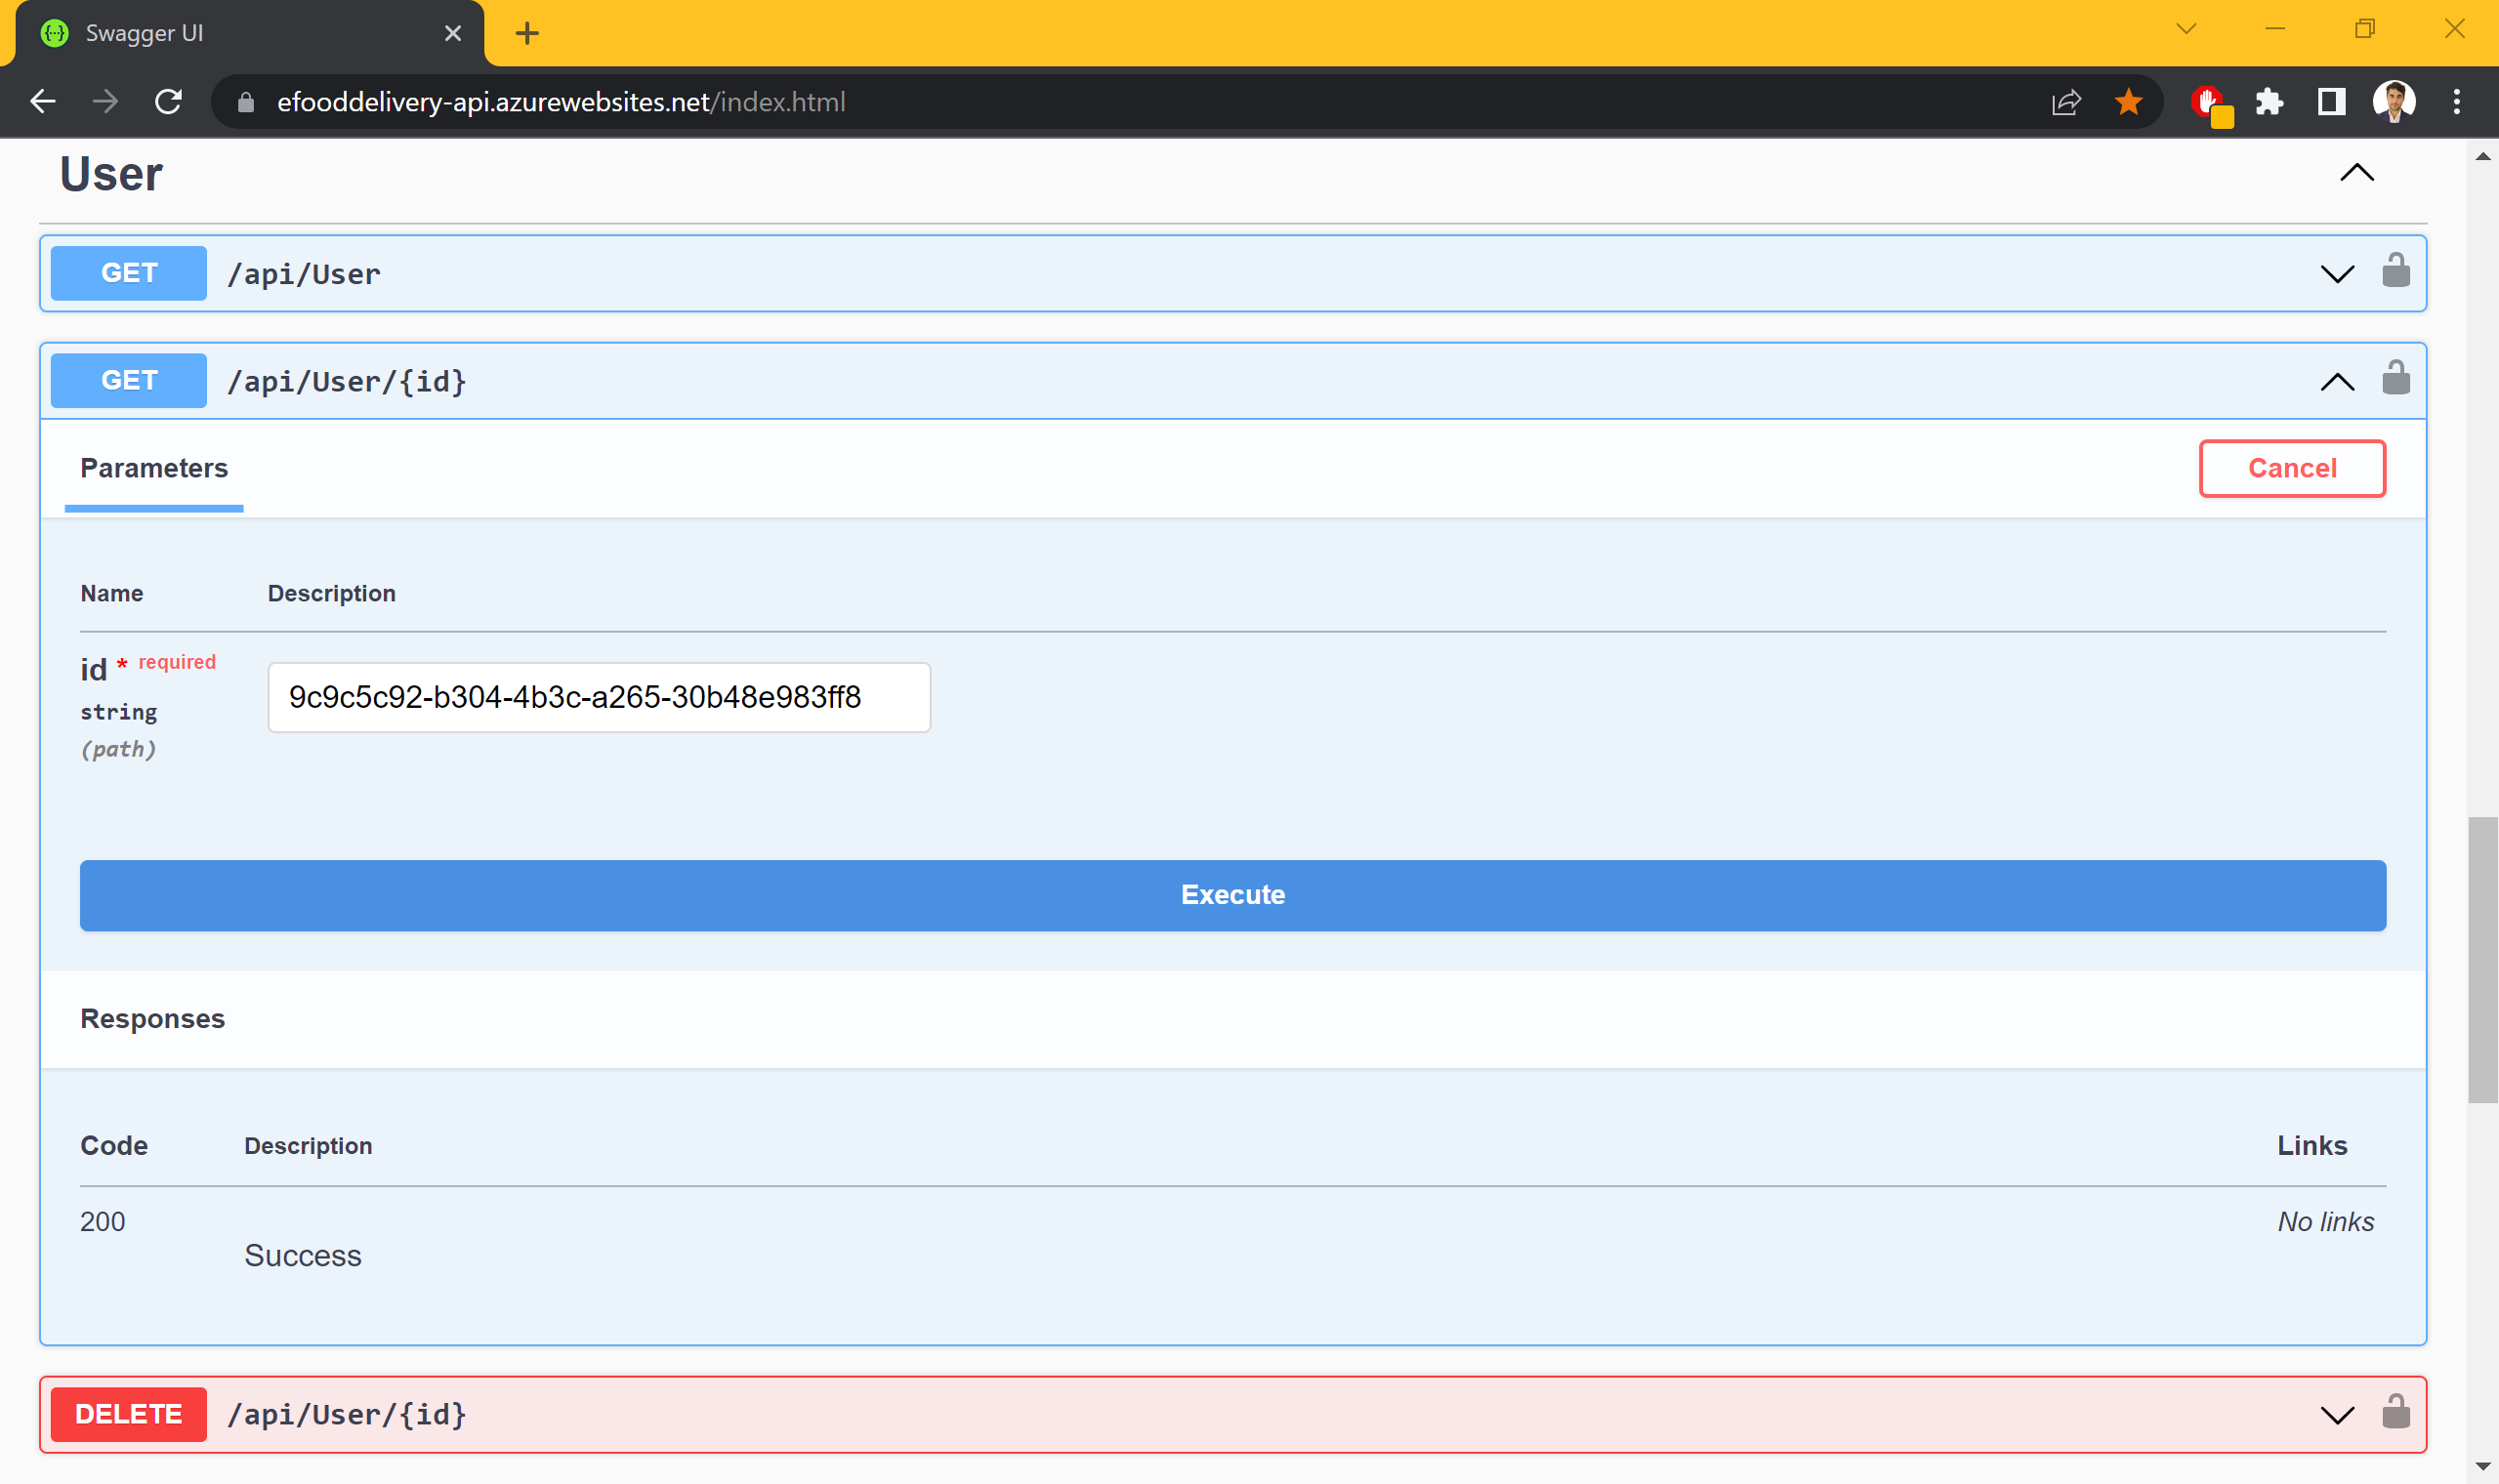 Swagger UI
efooddelivery-api.azurewebsites.net/index.html
User
GET /api/User
GET /api/User/{id}
Parameters Cancel
Name Description
id * required 9c9c5c92-b304-4b3c-a265-30b48e983ff8
string
(path)
Execute
Responses
Code Description Links
200 No links
Success
DELETE /api/User/{id}